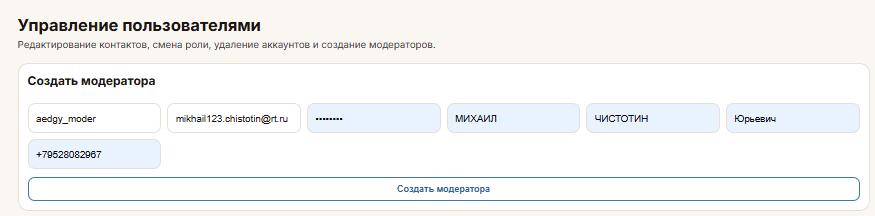 Управление пользователями
Редактирование контактов, смена роли, удаление аккаунтов и создание модераторов.
Создать модератора
aedgy_moder mikhail123.chistotin@rt.ru •••••••• МИХАИЛ ЧИСТОТИН Юрьевич
+79528082967
Создать модератора